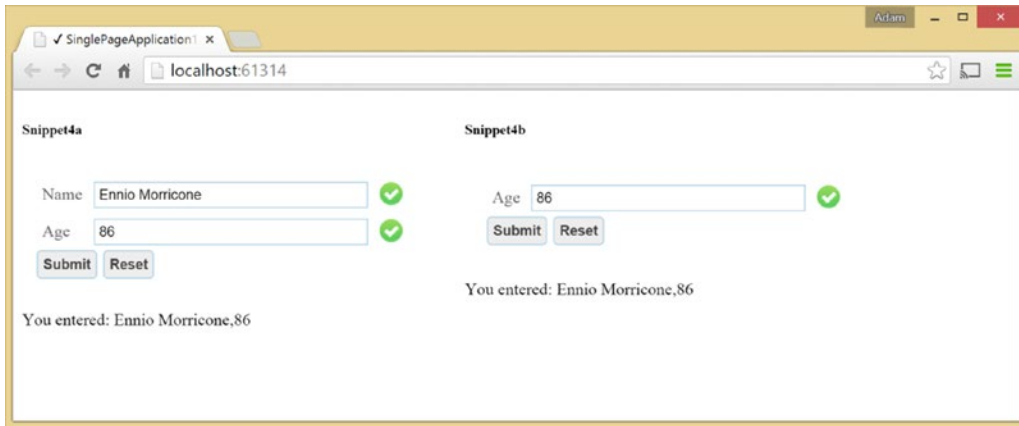 Adam
✓ SinglePageApplication1
localhost:61314
Snippet4a
Name Ennio Morricone
Age 86
Submit Reset
You entered: Ennio Morricone,86
Snippet4b
Age 86
Submit Reset
You entered: Ennio Morricone,86